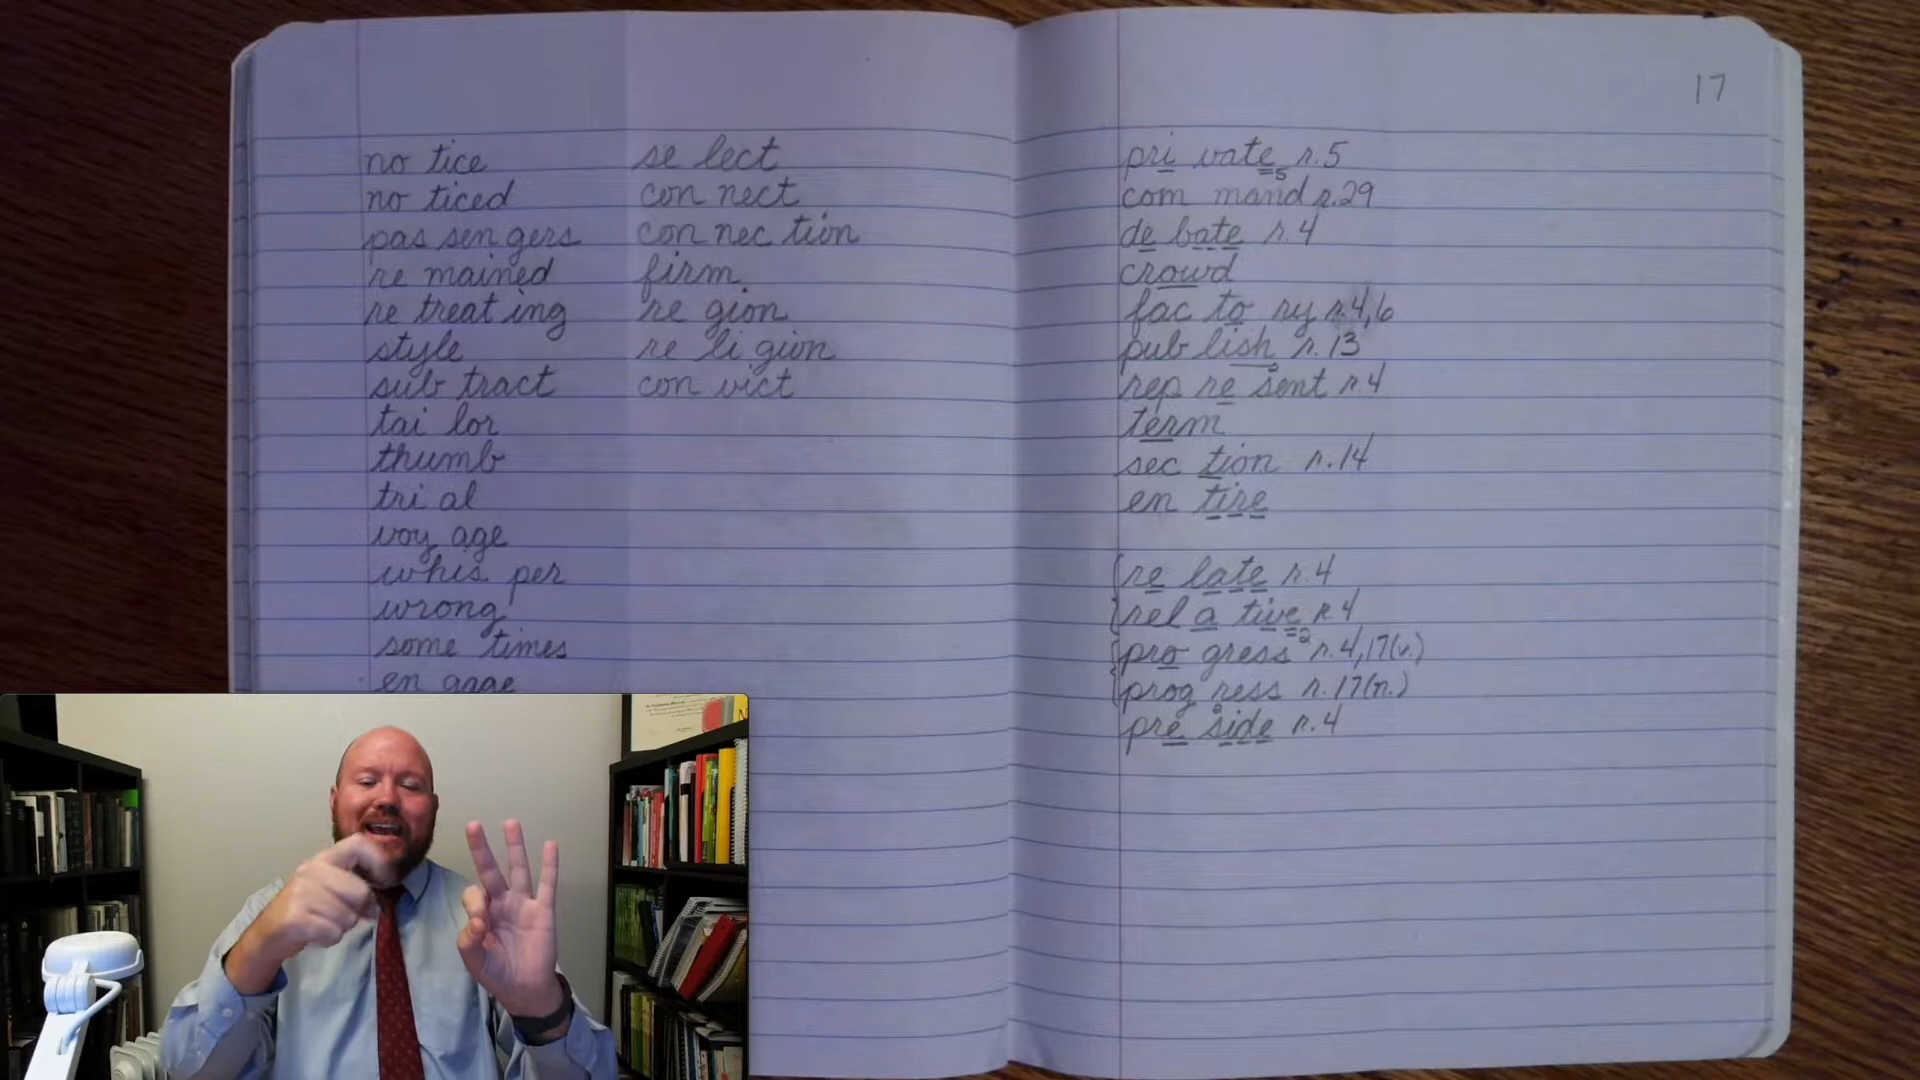 17
no tice
no ticed
pas sen gers
re mained
re treat ing
style
sub tract
tai lor
thumb
tri al
voy age
whis per
wrong
some times
en gage
se lect
con nect
con nec tion
firm
re gion
re li gion
con vict
pri vate =5 r.5
com mand r.29
de bate r.4
crowd
fac to ry r.4,6
pub lish r.13
rep re sent r.4
term
sec tion r.14
en tire
re late r.4
rel a tive =2 r.4
pro gress r.4,17(v.)
prog ress r.17(n.)
pre side r.4